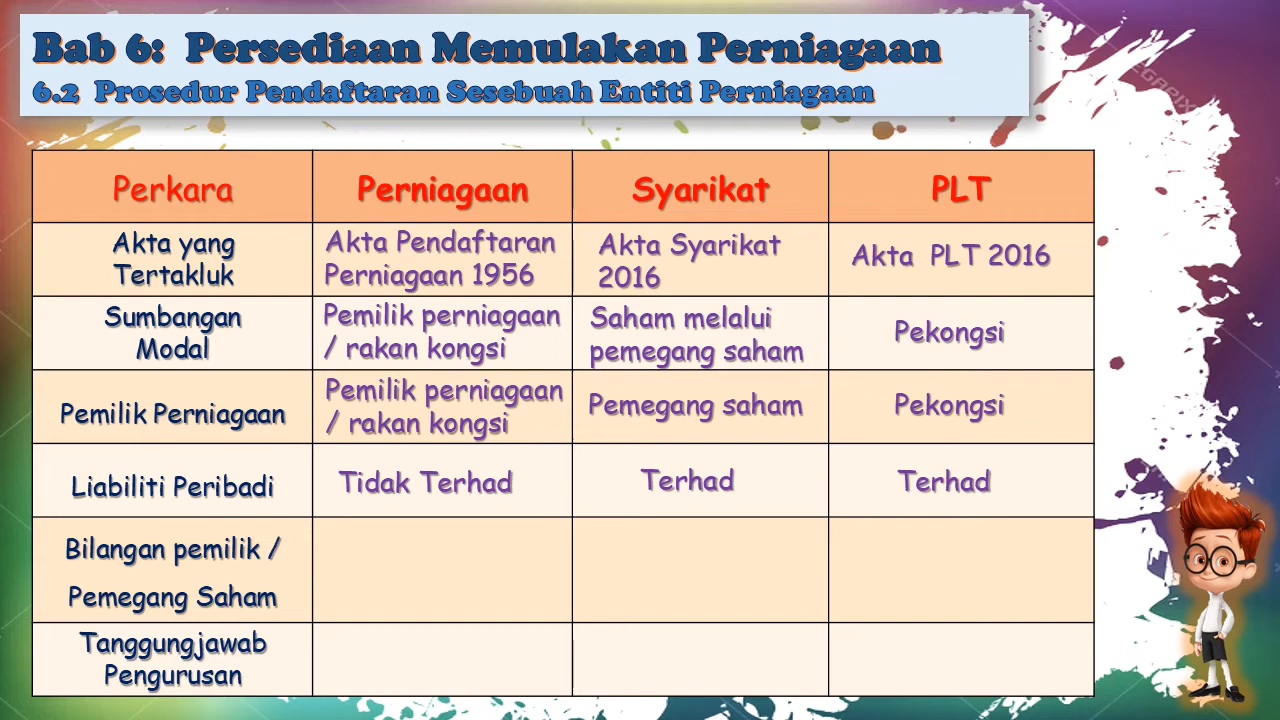 Bab 6: Persediaan Memulakan Perniagaan
6.2 Prosedur Pendaftaran Sesebuah Entiti Perniagaan
Perkara
Perniagaan
Syarikat
PLT
Akta yang
Tertakluk
Akta Pendaftaran
Perniagaan 1956
Akta Syarikat
2016
Akta PLT 2016
Sumbangan
Modal
Pemilik perniagaan
/ rakan kongsi
Saham melalui
pemegang saham
Pekongsi
Pemilik Perniagaan
Pemilik perniagaan
/ rakan kongsi
Pemegang saham
Pekongsi
Liabiliti Peribadi
Tidak Terhad
Terhad
Terhad
Bilangan pemilik /
Pemegang Saham
Tanggungjawab
Pengurusan